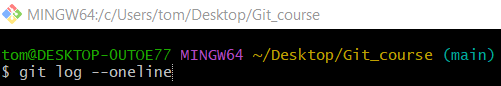 MINGW64:/c/Users/tom/Desktop/Git_course
tom@DESKTOP-OUTOE77 MINGW64 ~/Desktop/Git_course (main)
$ git log --oneline